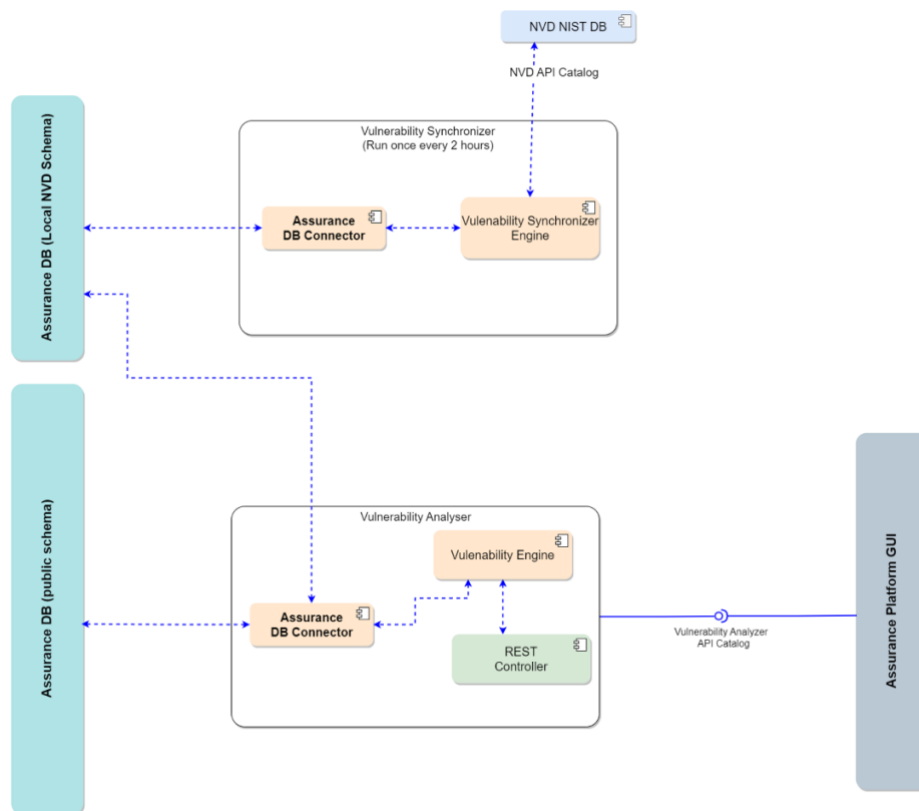 NVD NIST DB
NVD API Catalog
Vulnerability Synchronizer
(Run once every 2 hours)
Assurance
DB Connector
Vulenability Synchronizer
Engine
Assurance DB (Local NVD Schema)
Assurance DB (public schema)
Vulnerability Analyser
Vulenability Engine
Assurance
DB Connector
REST
Controller
Vulnerability Analyzer
API Catalog
Assurance Platform GUI